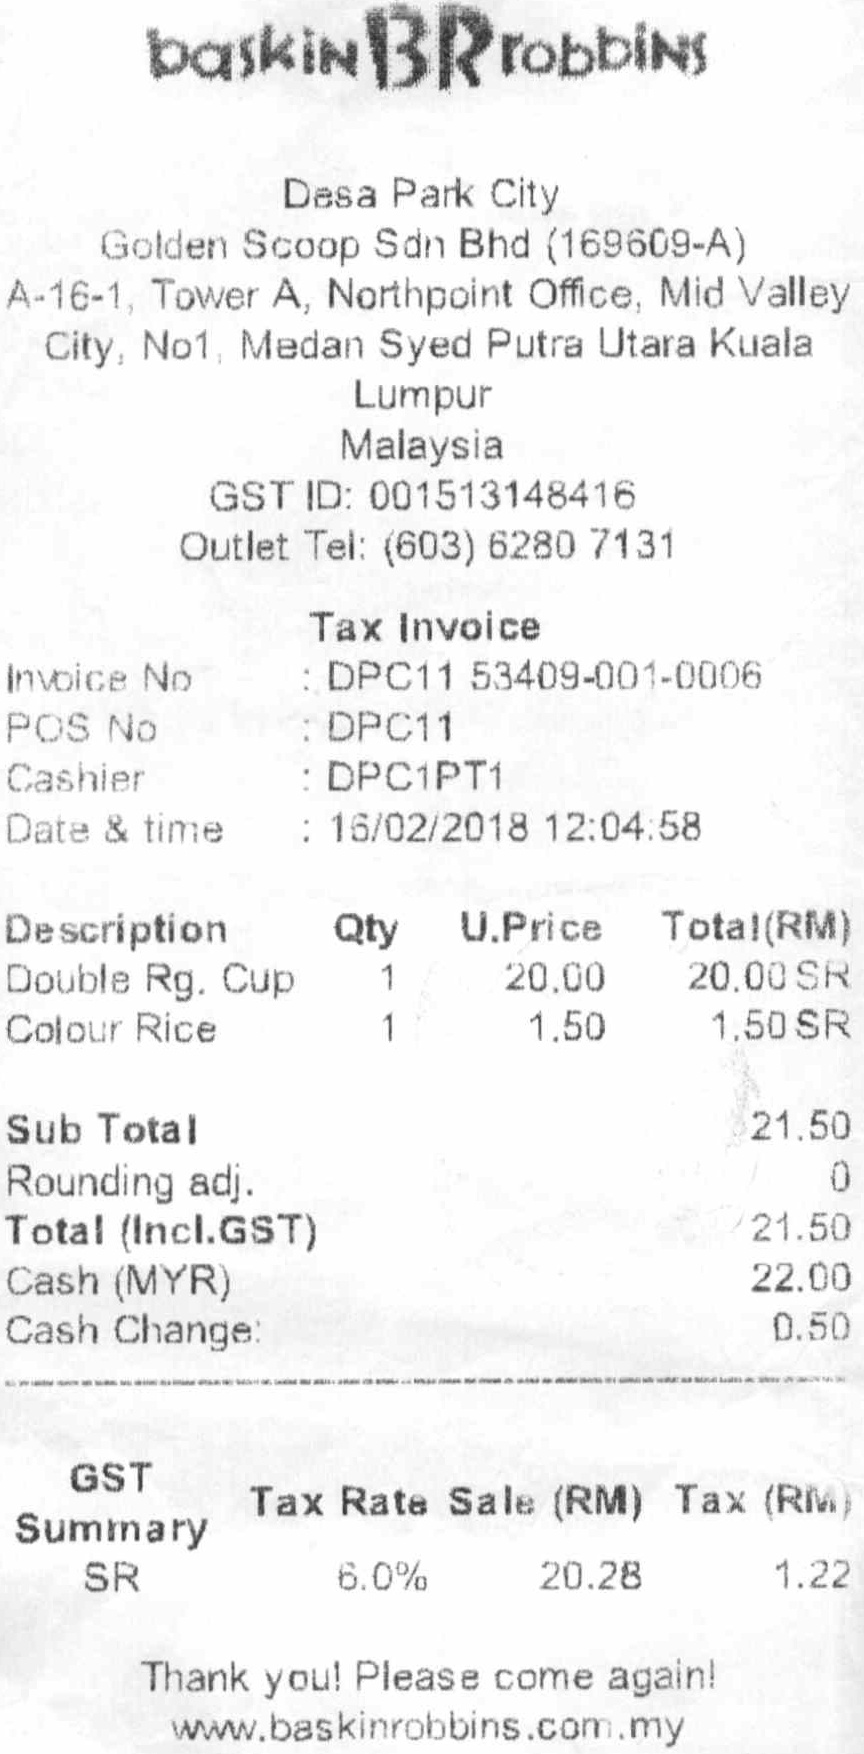 baskin BR robbins
Desa Park City
Golden Scoop Sdn Bhd (169609-A)
A-16-1, Tower A, Northpoint Office, Mid Valley
City, No1, Medan Syed Putra Utara Kuala
Lumpur
Malaysia
GST ID: 001513148416
Outlet Tel: (603) 6280 7131
Tax Invoice
Invoice No : DPC11 53409-001-0006
POS No : DPC11
Cashier : DPC1PT1
Date & time : 16/02/2018 12:04:58
Description Qty U.Price Total(RM)
Double Rg. Cup 1 20.00 20.00 SR
Colour Rice 1 1.50 1.50 SR
Sub Total 21.50
Rounding adj. 0
Total (Incl.GST) 21.50
Cash (MYR) 22.00
Cash Change: 0.50
GST Summary Tax Rate Sale (RM) Tax (RM)
SR 6.0% 20.28 1.22
Thank you! Please come again!
www.baskinrobbins.com.my